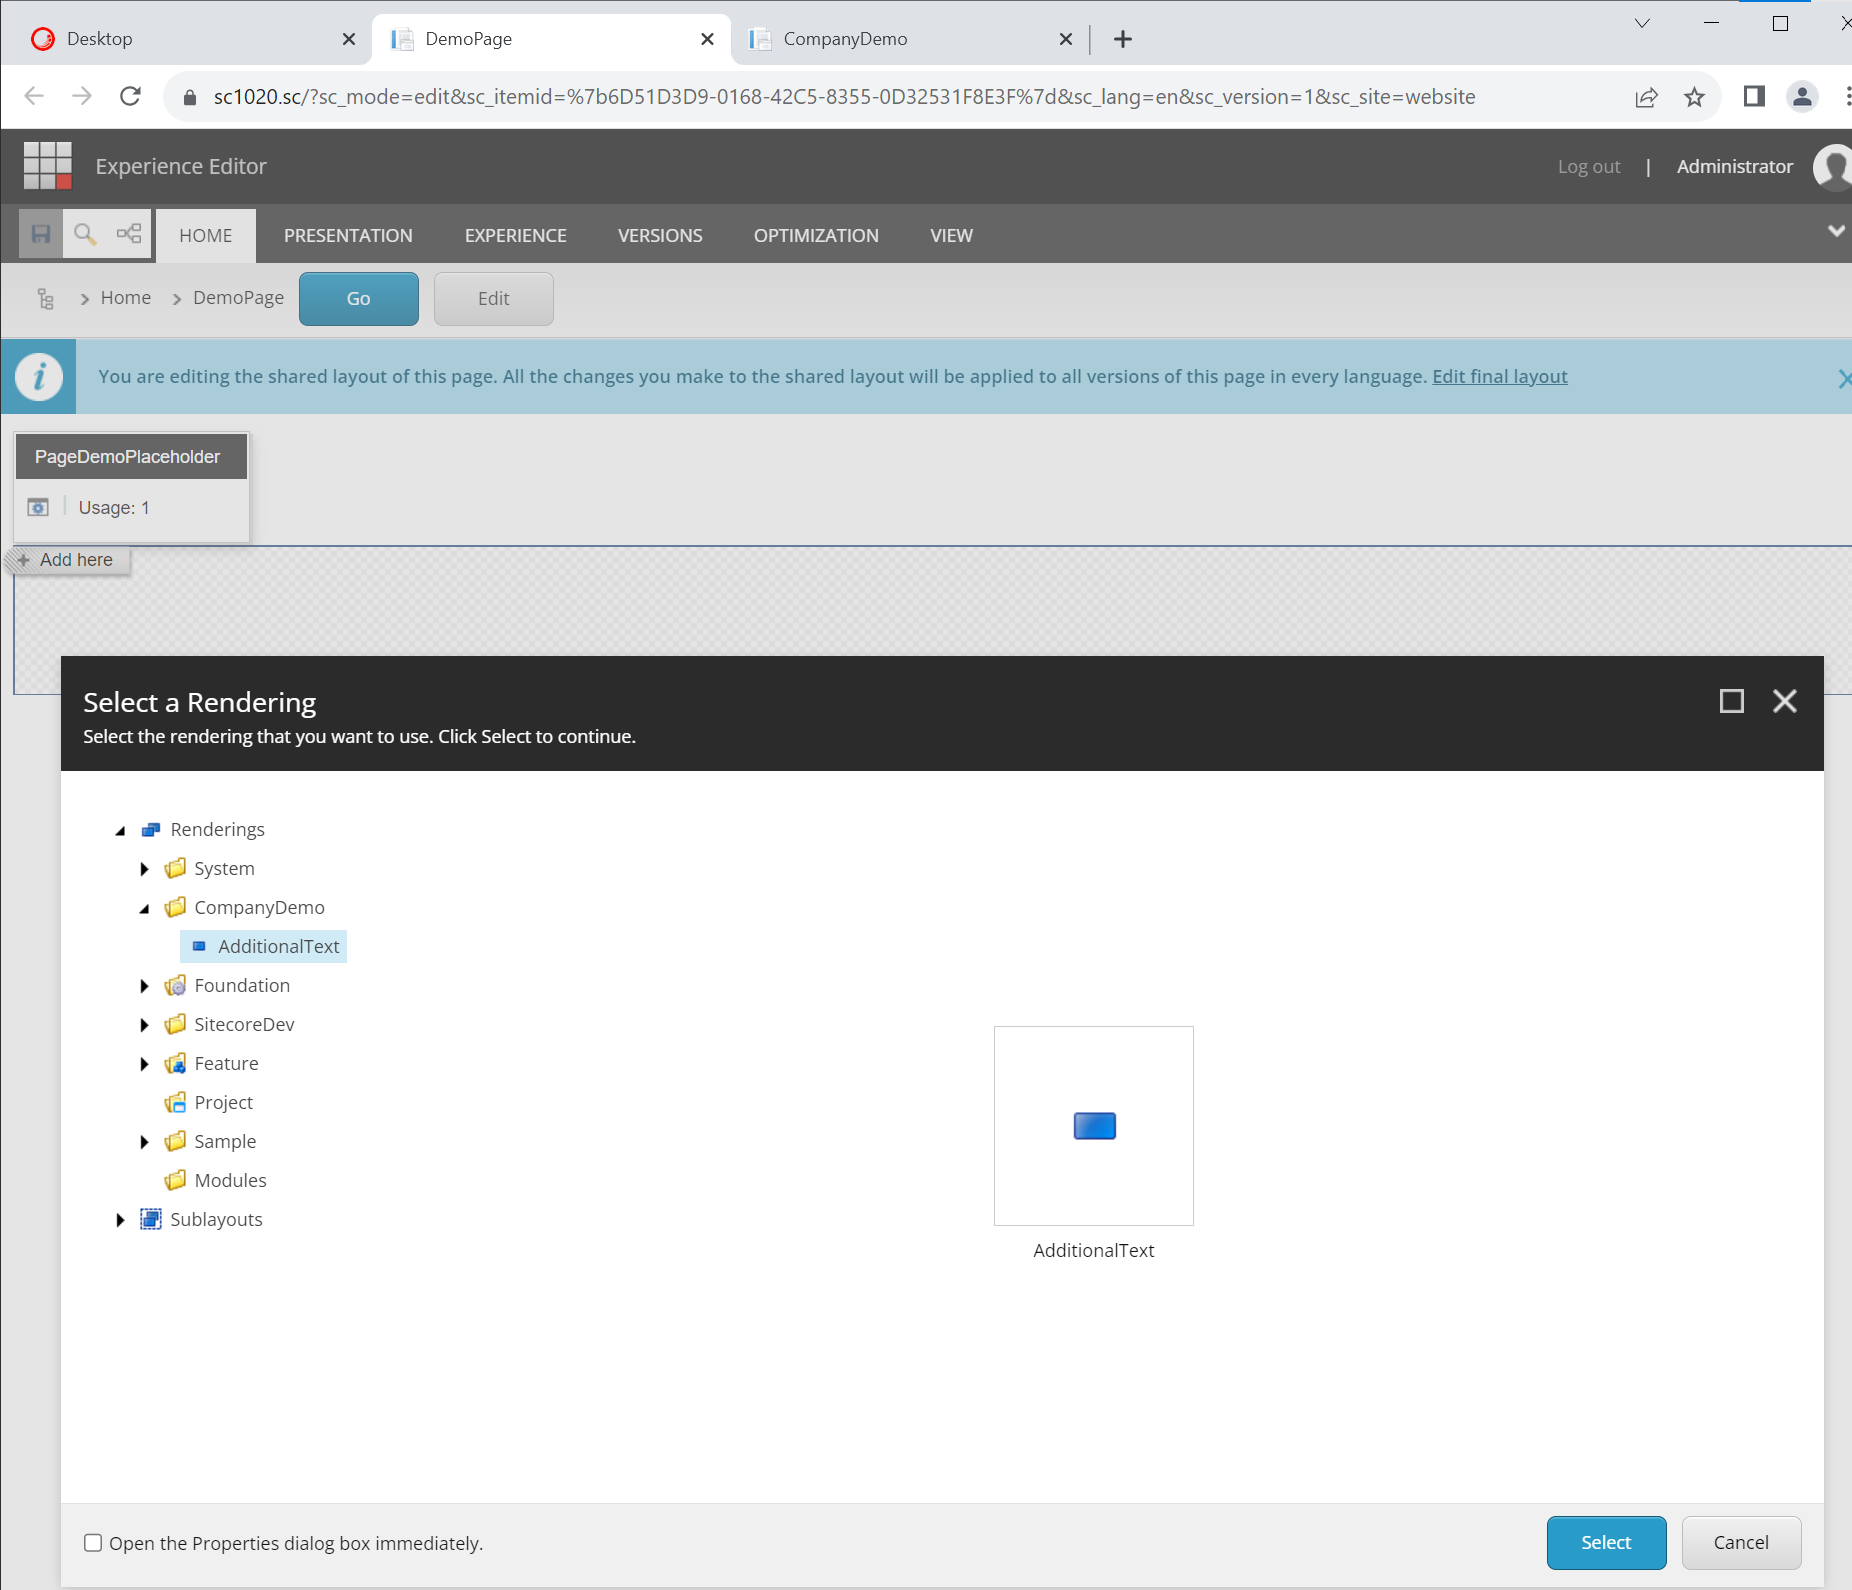 Desktop
DemoPage
CompanyDemo
sc1020.sc/?sc_mode=edit&sc_itemid=%7b6D51D3D9-0168-42C5-8355-0D32531F8E3F%7d&sc_lang=en&sc_version=1&sc_site=website
Experience Editor
Log out | Administrator
HOME PRESENTATION EXPERIENCE VERSIONS OPTIMIZATION VIEW
Home DemoPage Go Edit
You are editing the shared layout of this page. All the changes you make to the shared layout will be applied to all versions of this page in every language. Edit final layout
PageDemoPlaceholder
Usage: 1
+ Add here
Select a Rendering
Select the rendering that you want to use. Click Select to continue.
Renderings
System
CompanyDemo
AdditionalText
Foundation
SitecoreDev
Feature
Project
Sample
Modules
Sublayouts
AdditionalText
Open the Properties dialog box immediately.
Select
Cancel